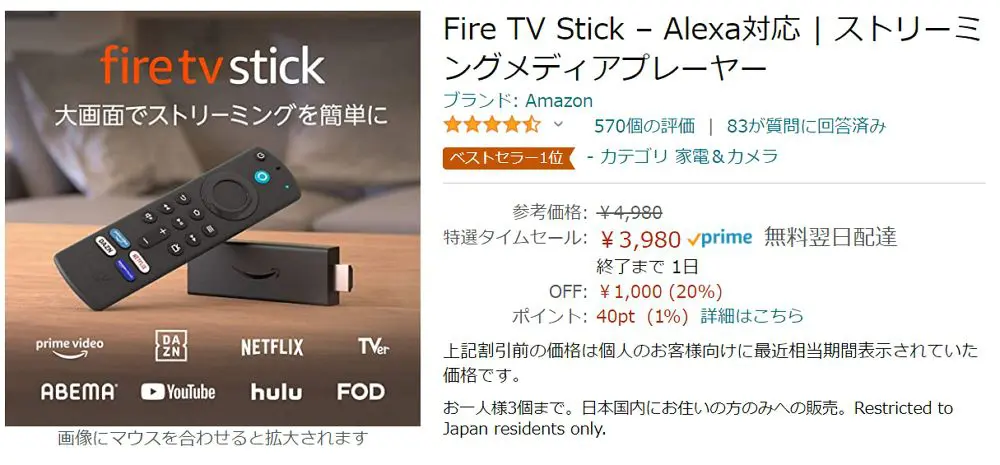 fire tv stick
大画面でストリーミングを簡単に
DAZN
NETFLIX
prime video
DAZN
NETFLIX
TVer
ABEMA
YouTube
hulu
FOD
画像にマウスを合わせると拡大されます
Fire TV Stick – Alexa対応 | ストリーミ
ングメディアプレーヤー
ブランド: Amazon
570個の評価 | 83が質問に回答済み
ベストセラー1位 - カテゴリ 家電＆カメラ
参考価格: ￥4,980
特選タイムセール: ￥3,980 prime 無料翌日配達
終了まで 1日
OFF: ￥1,000 (20%)
ポイント: 40pt (1%) 詳細はこちら
上記割引前の価格は個人のお客様向けに最近相当期間表示されていた
価格です。
お一人様3個まで。日本国内にお住いの方のみへの販売。Restricted to
Japan residents only.